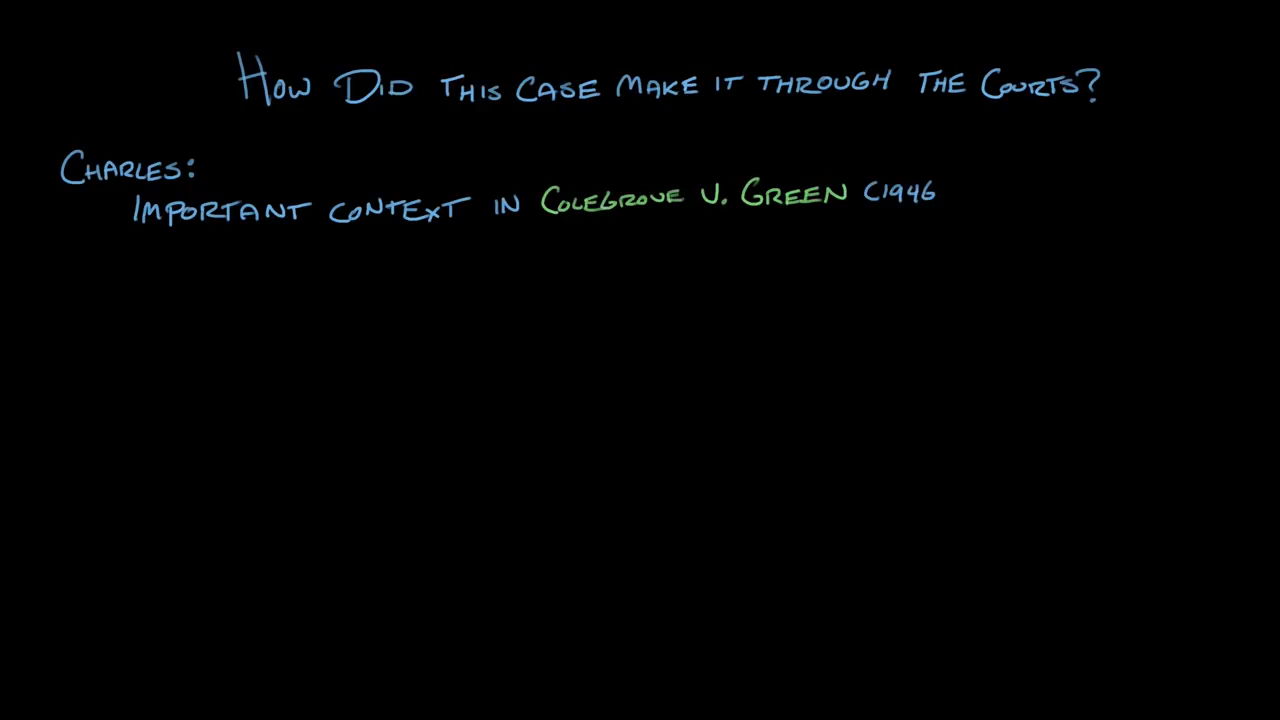 HOW DID THIS CASE MAKE IT THROUGH THE COURTS?
CHARLES:
IMPORTANT CONTEXT IN COLEGROVE V. GREEN (1946